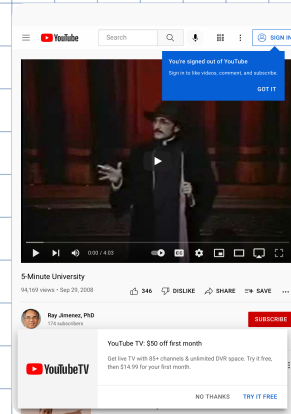 YouTube
Search
SIGN IN
You're signed out of YouTube
Sign in to like videos, comment, and subscribe.
GOT IT
0:00 / 4:03
CC
5-Minute University
94,169 views • Sep 29, 2008
346
DISLIKE
SHARE
SAVE
Ray Jimenez, PhD
174 subscribers
SUBSCRIBE
YouTubeTV
YouTube TV: $50 off first month
Get live TV with 85+ channels & unlimited DVR space. Try it free,
then $14.99 for your first month.
NO THANKS
TRY IT FREE